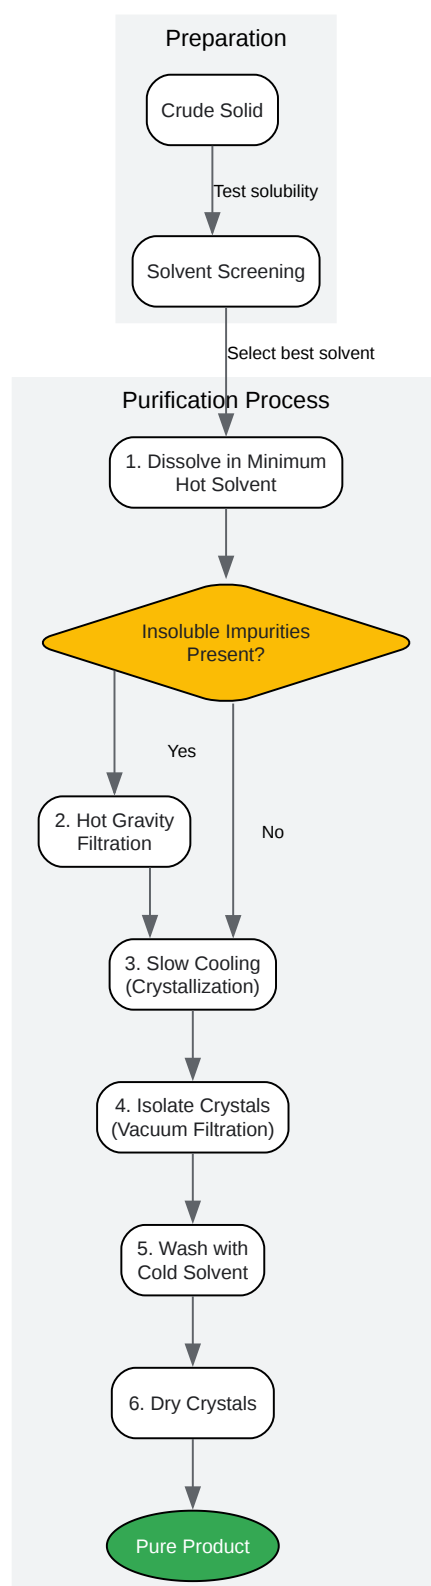 Preparation
Crude Solid
Test solubility
Solvent Screening
Select best solvent
Purification Process
1. Dissolve in Minimum
Hot Solvent
Insoluble Impurities
Present?
Yes
2. Hot Gravity
Filtration
No
3. Slow Cooling
(Crystallization)
4. Isolate Crystals
(Vacuum Filtration)
5. Wash with
Cold Solvent
6. Dry Crystals
Pure Product